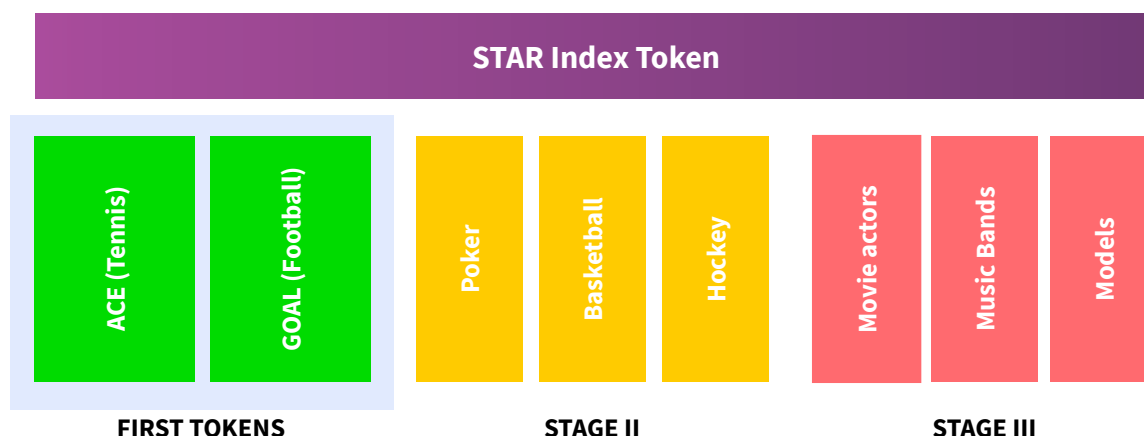 STAR Index Token
ACE (Tennis)
GOAL (Football)
Poker
Basketball
Hockey
Movie actors
Music Bands
Models
FIRST TOKENS
STAGE II
STAGE III